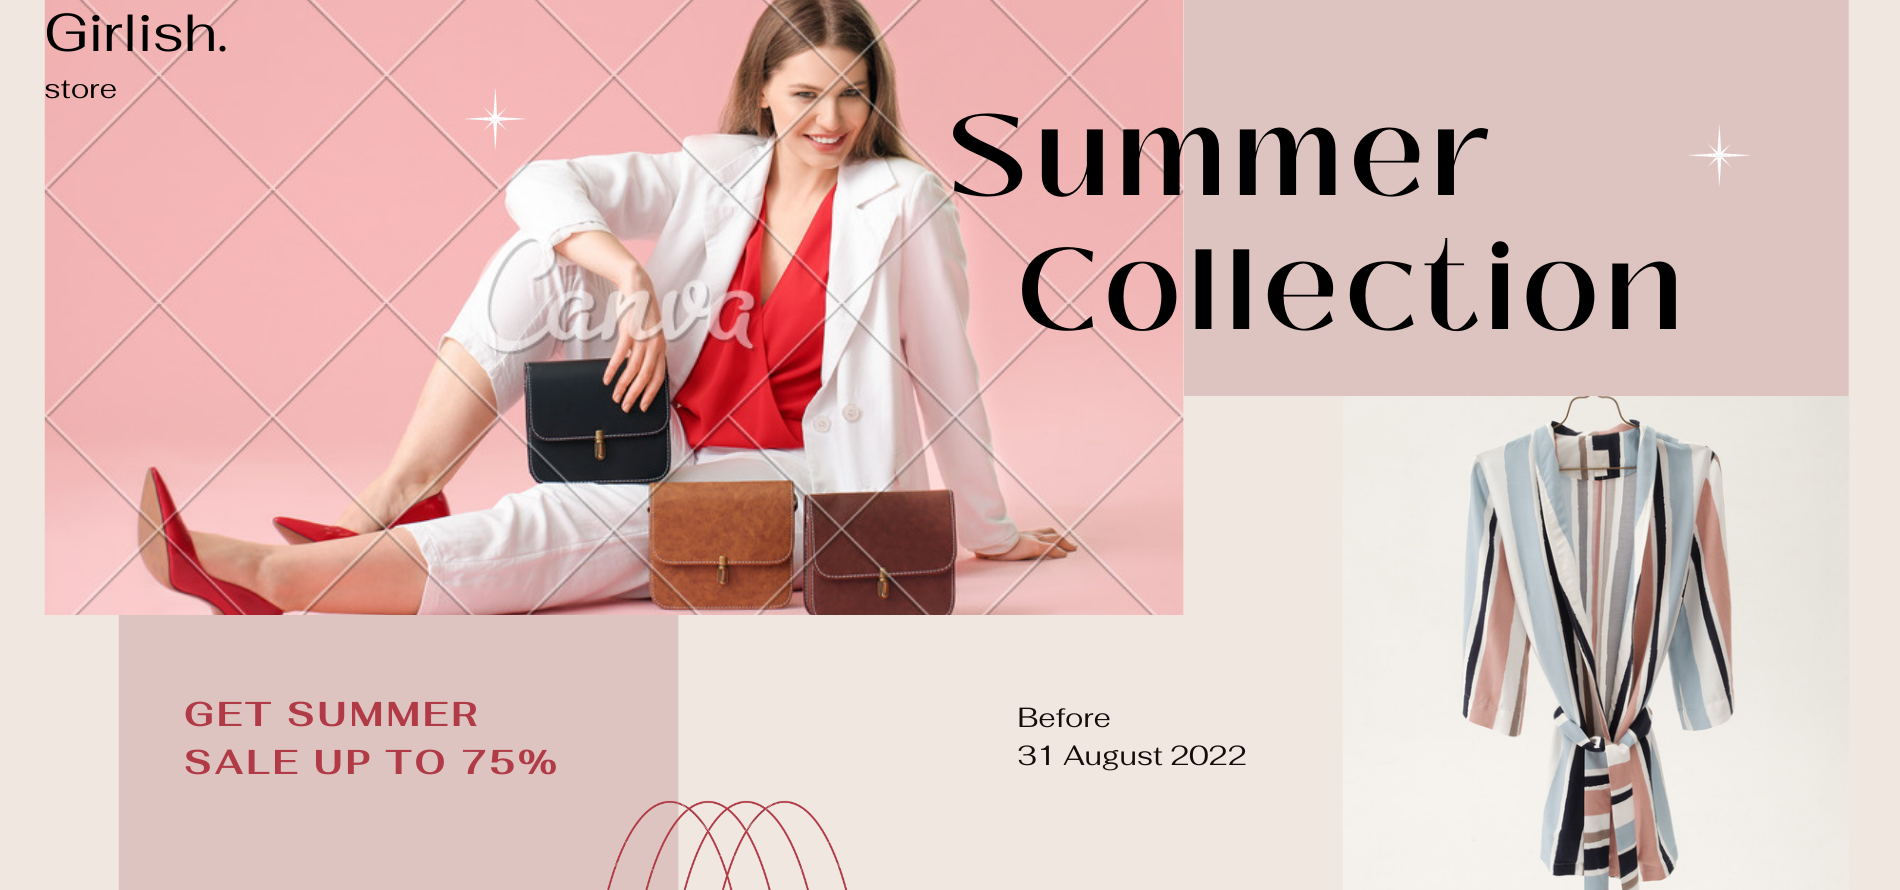 Girlish.
store
Summer
Collection
Canva
GET SUMMER
SALE UP TO 75%
Before
31 August 2022